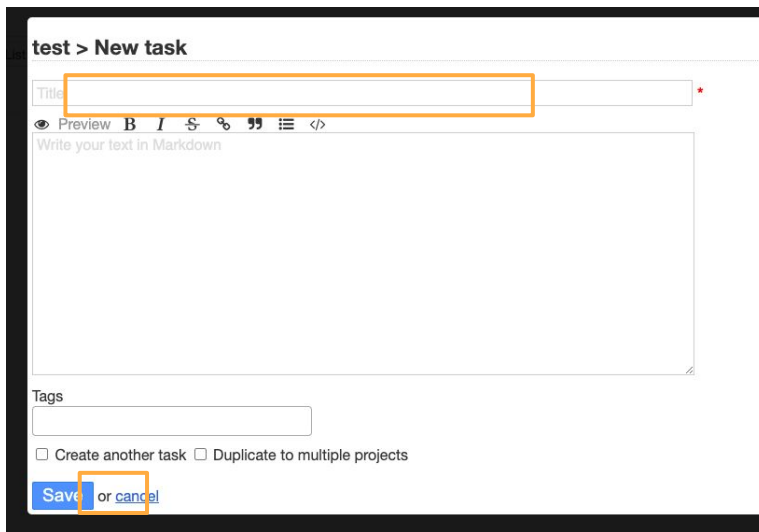 List
test > New task
Title
*
Preview B I S
Write your text in Markdown
Tags
Create another task Duplicate to multiple projects
Save or cancel